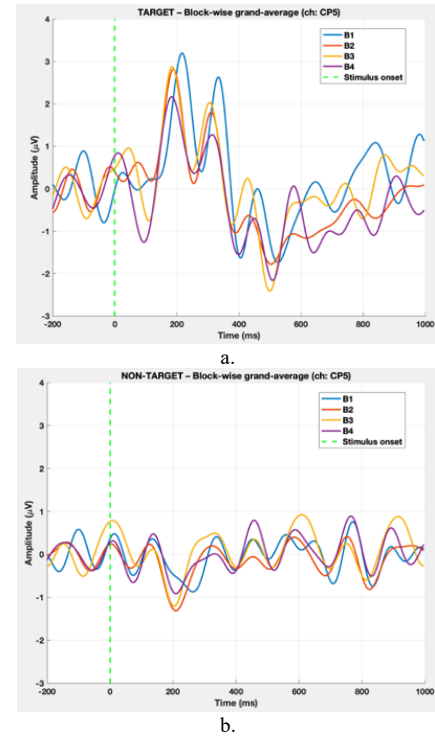 TARGET – Block-wise grand-average (ch: CP5)
4
3
2
1
0
-1
-2
-3
Amplitude (μV)
B1
B2
B3
B4
Stimulus onset
-200
0
200
400
600
800
1000
Time (ms)
a.
NON-TARGET – Block-wise grand-average (ch: CP5)
4
3
2
1
0
-1
-2
-3
Amplitude (μV)
B1
B2
B3
B4
Stimulus onset
-200
0
200
400
600
800
1000
Time (ms)
b.